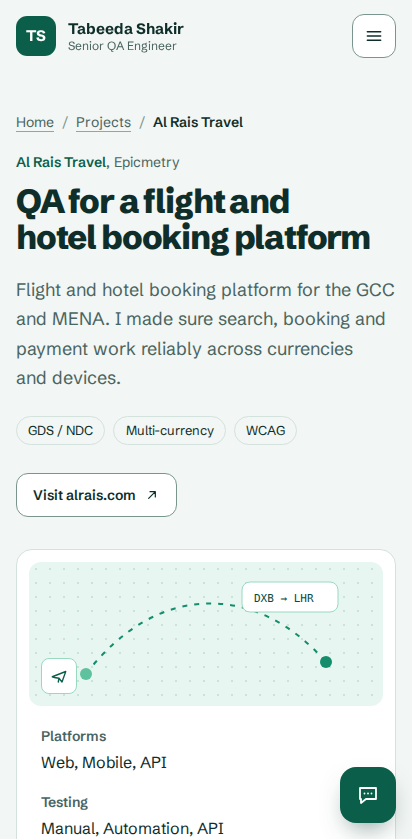 TS
Tabeeda Shakir
Senior QA Engineer
Home / Projects / Al Rais Travel
Al Rais Travel, Epicmetry
QA for a flight and
hotel booking platform
Flight and hotel booking platform for the GCC
and MENA. I made sure search, booking and
payment work reliably across currencies
and devices.
GDS / NDC
Multi-currency
WCAG
Visit alrais.com
DXB → LHR
Platforms
Web, Mobile, API
Testing
Manual, Automation, API